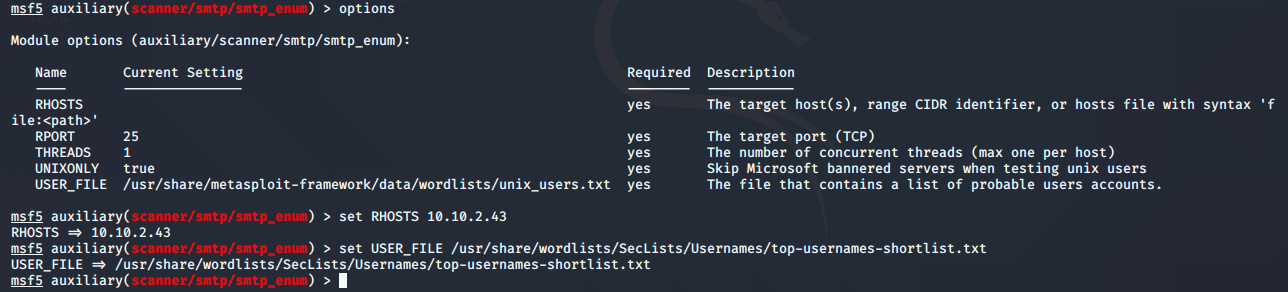 msf5 auxiliary(scanner/smtp/smtp_enum) > options
Module options (auxiliary/scanner/smtp/smtp_enum):
Name Current Setting Required Description
RHOSTS yes The target host(s), range CIDR identifier, or hosts file with syntax 'f
ile:<path>'
RPORT 25 yes The target port (TCP)
THREADS 1 yes The number of concurrent threads (max one per host)
UNIXONLY true yes Skip Microsoft bannered servers when testing unix users
USER_FILE /usr/share/metasploit-framework/data/wordlists/unix_users.txt yes The file that contains a list of probable users accounts.
msf5 auxiliary(scanner/smtp/smtp_enum) > set RHOSTS 10.10.2.43
RHOSTS ⇒ 10.10.2.43
msf5 auxiliary(scanner/smtp/smtp_enum) > set USER_FILE /usr/share/wordlists/SecLists/Usernames/top-usernames-shortlist.txt
USER_FILE ⇒ /usr/share/wordlists/SecLists/Usernames/top-usernames-shortlist.txt
msf5 auxiliary(scanner/smtp/smtp_enum) >